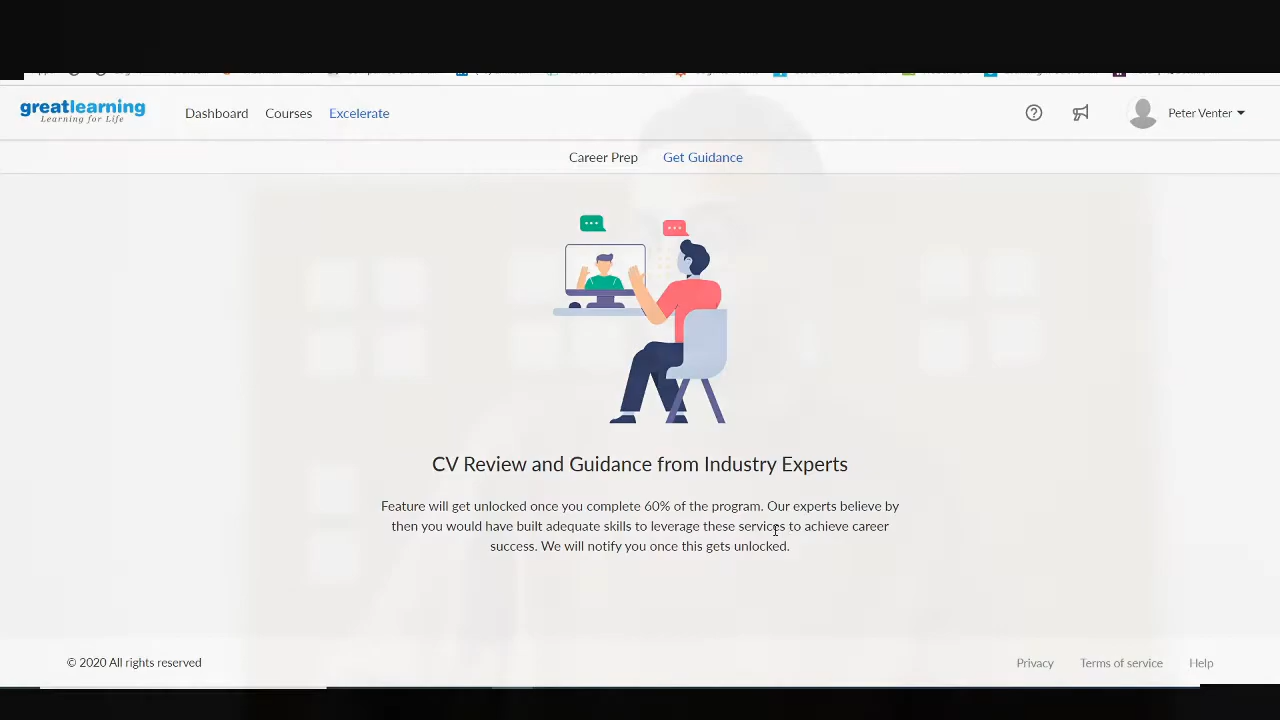 greatlearning
Learning for Life
Dashboard Courses Excelerate
Peter Venter
Career Prep Get Guidance
CV Review and Guidance from Industry Experts
Feature will get unlocked once you complete 60% of the program. Our experts believe by
then you would have built adequate skills to leverage these services to achieve career
success. We will notify you once this gets unlocked.
© 2020 All rights reserved
Privacy Terms of service Help